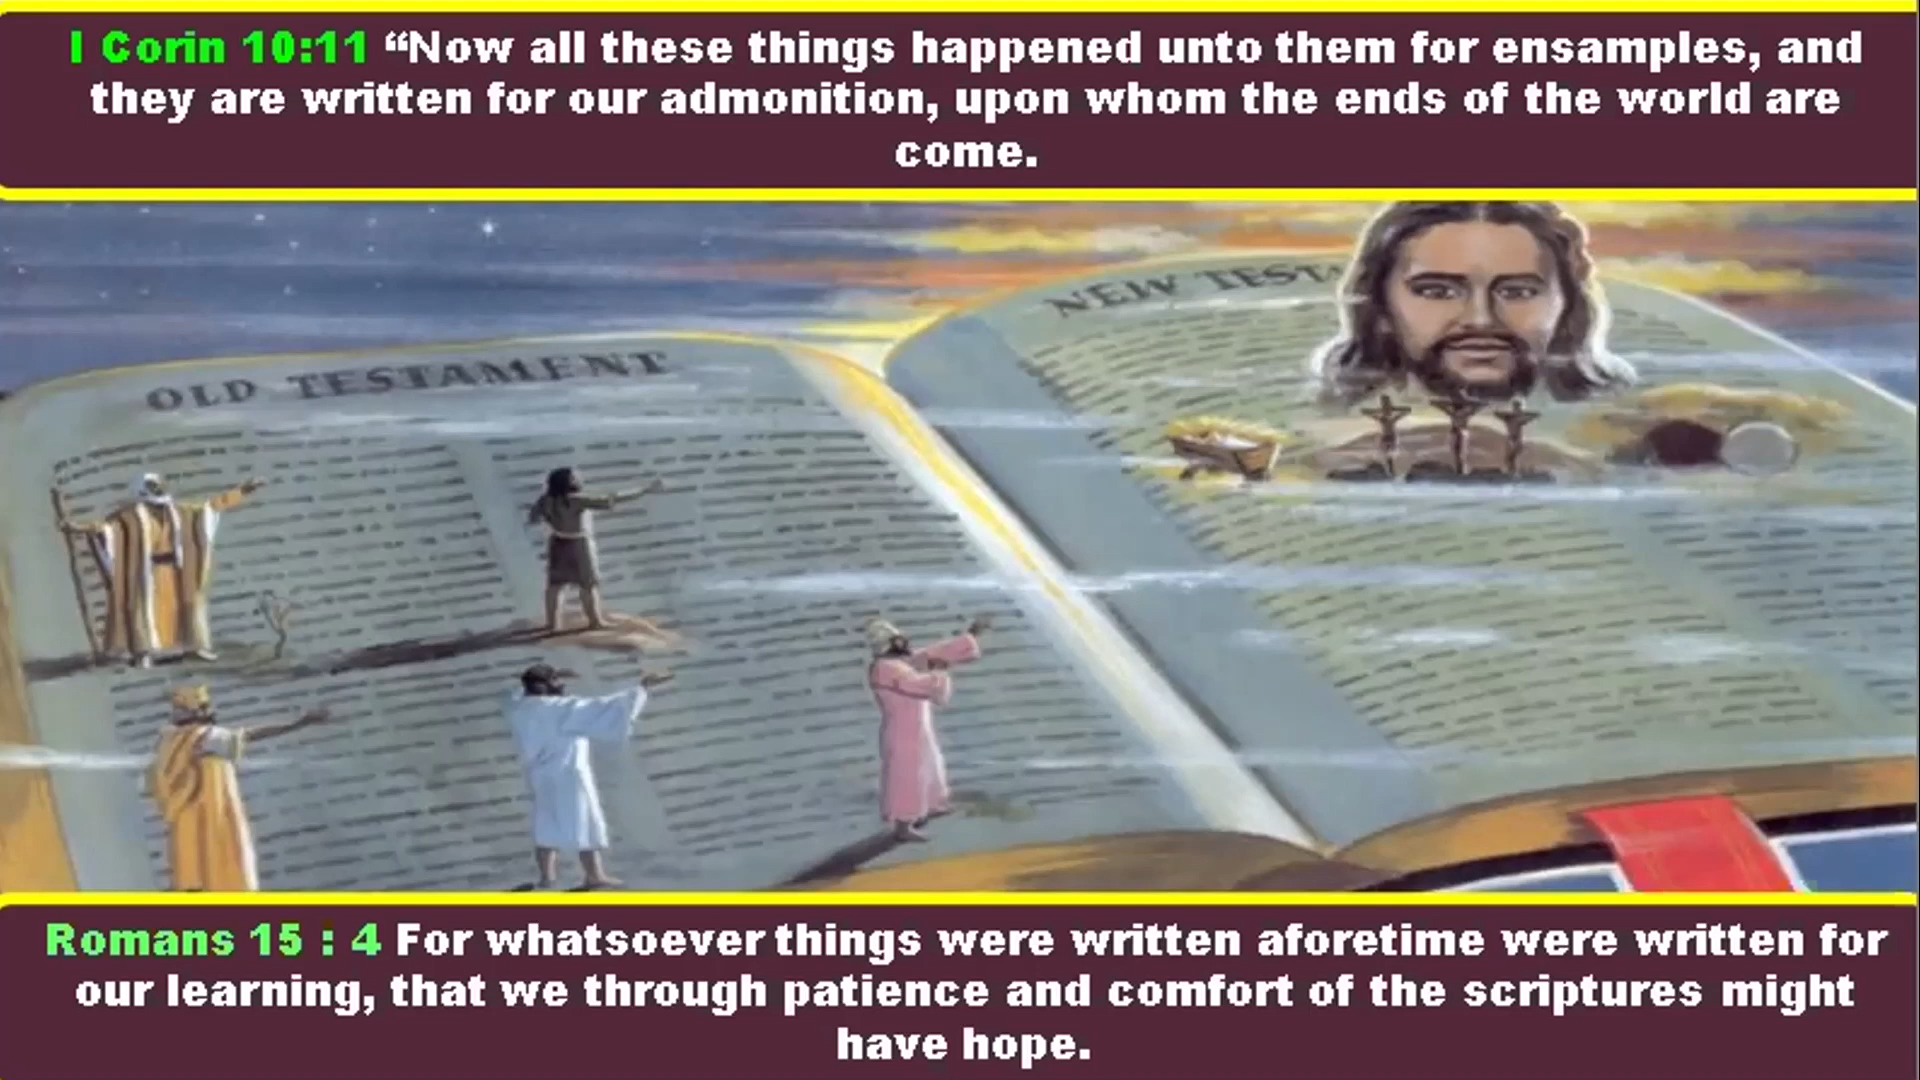 I Corin 10:11 “Now all these things happened unto them for ensamples, and
they are written for our admonition, upon whom the ends of the world are
come.
NEW TESTA
OLD TESTAMENT
Romans 15 : 4 For whatsoever things were written aforetime were written for
our learning, that we through patience and comfort of the scriptures might
have hope.